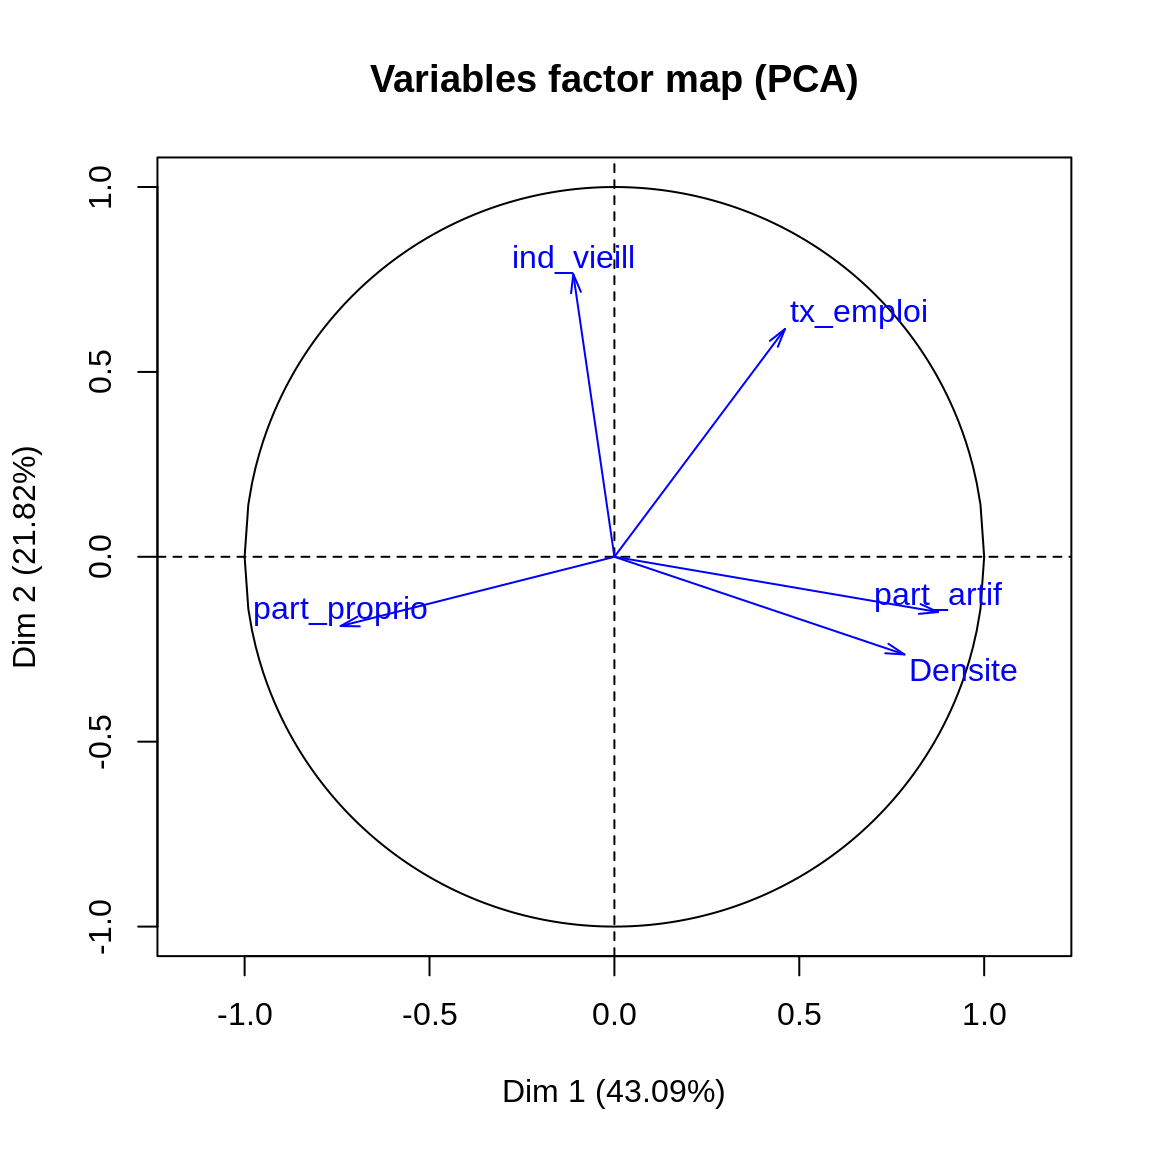 Variables factor map (PCA)
1.0
0.5
0.0
-0.5
-1.0
Dim 2 (21.82%)
ind_vieill
tx_emploi
part_artif
part_proprio
Densite
-1.0 -0.5 0.0 0.5 1.0
Dim 1 (43.09%)